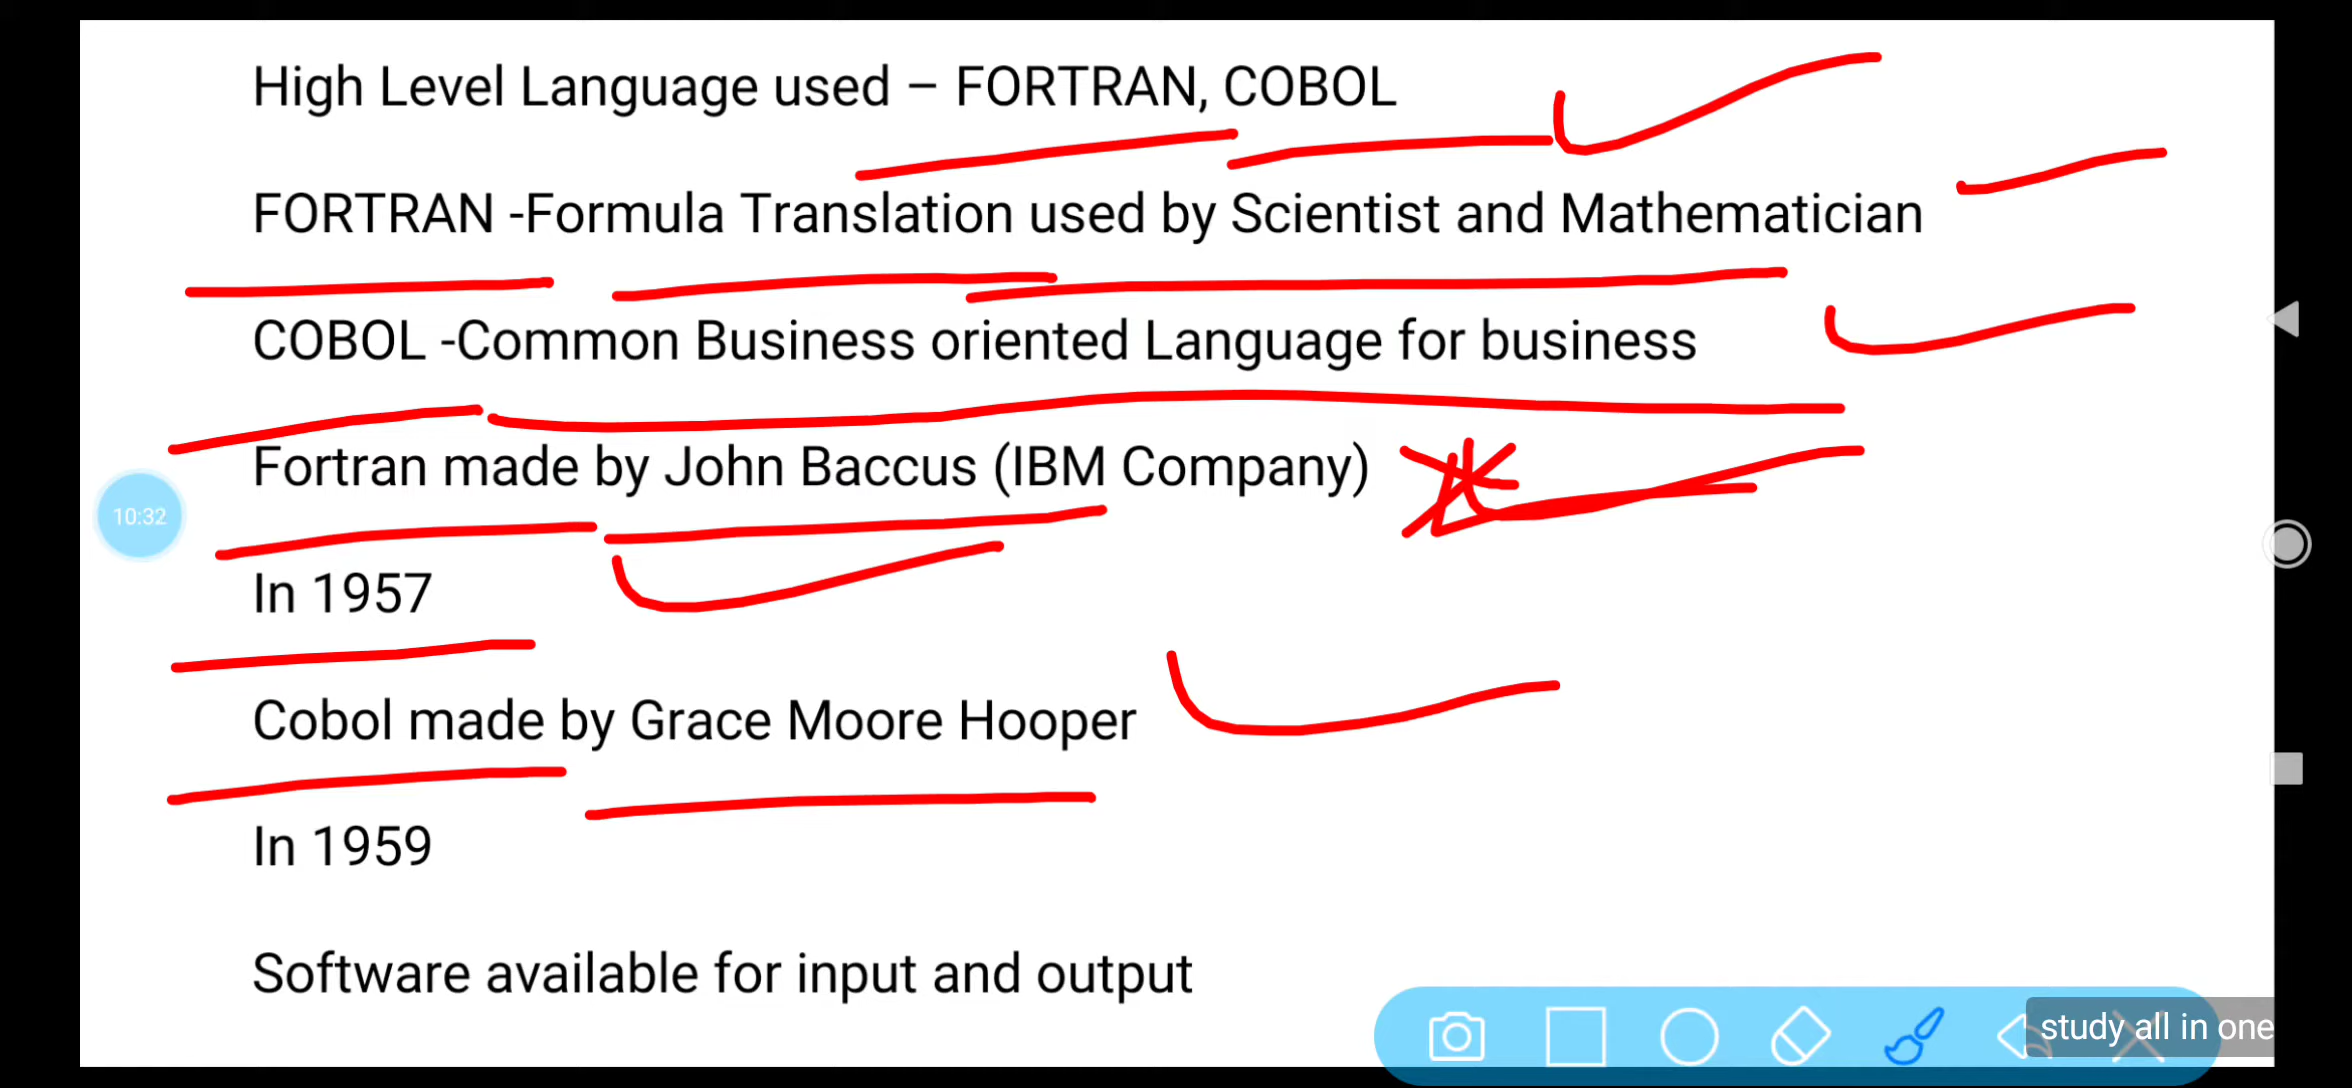 High Level Language used – FORTRAN, COBOL
FORTRAN -Formula Translation used by Scientist and Mathematician
COBOL -Common Business oriented Language for business
Fortran made by John Baccus (IBM Company)
10:32
In 1957
Cobol made by Grace Moore Hooper
In 1959
Software available for input and output
study all in one